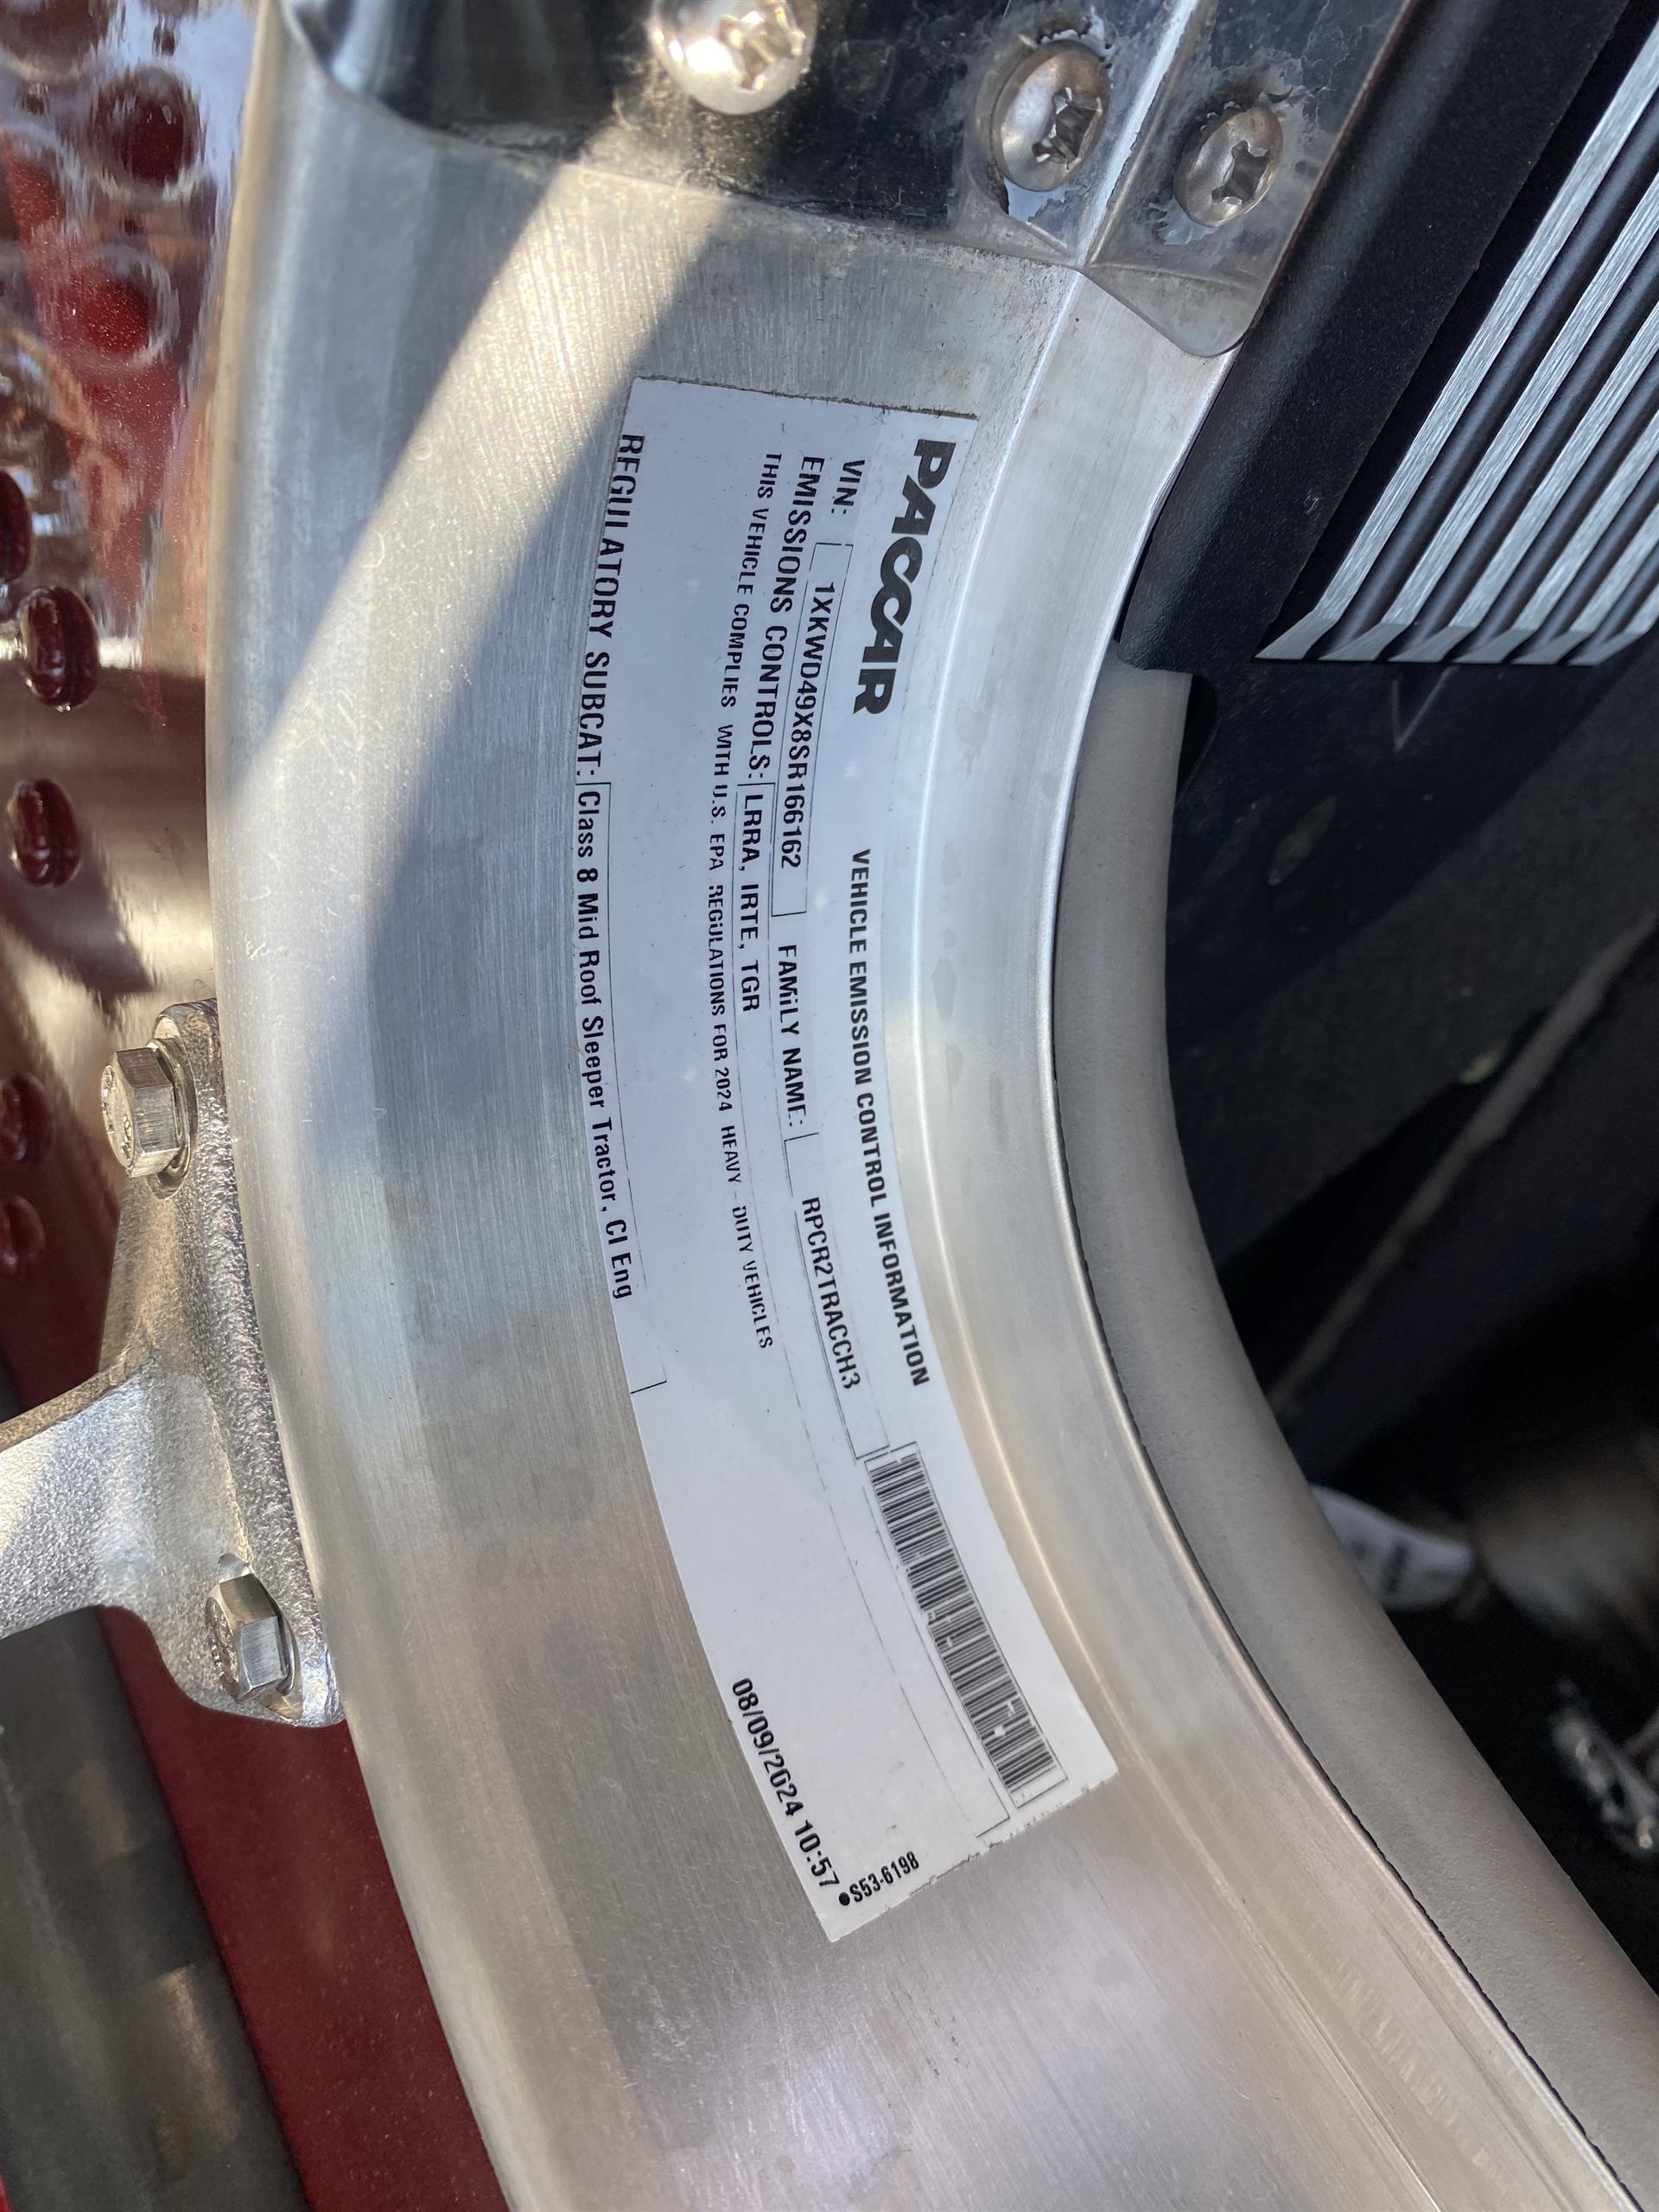 PACCAR
VEHICLE EMISSION CONTROL INFORMATION
VIN: 1XKWD49X8SR166162 FAMILY NAME: RPCR2TRACCH3
EMISSIONS CONTROLS: LRRA, IRTE, TGR
THIS VEHICLE COMPLIES WITH U.S. EPA REGULATIONS FOR 2024 HEAVY - DUTY VEHICLES
REGULATORY SUBCAT: Class 8 Mid Roof Sleeper Tractor, CI Eng
08/09/2024 10:57
●S53-6198